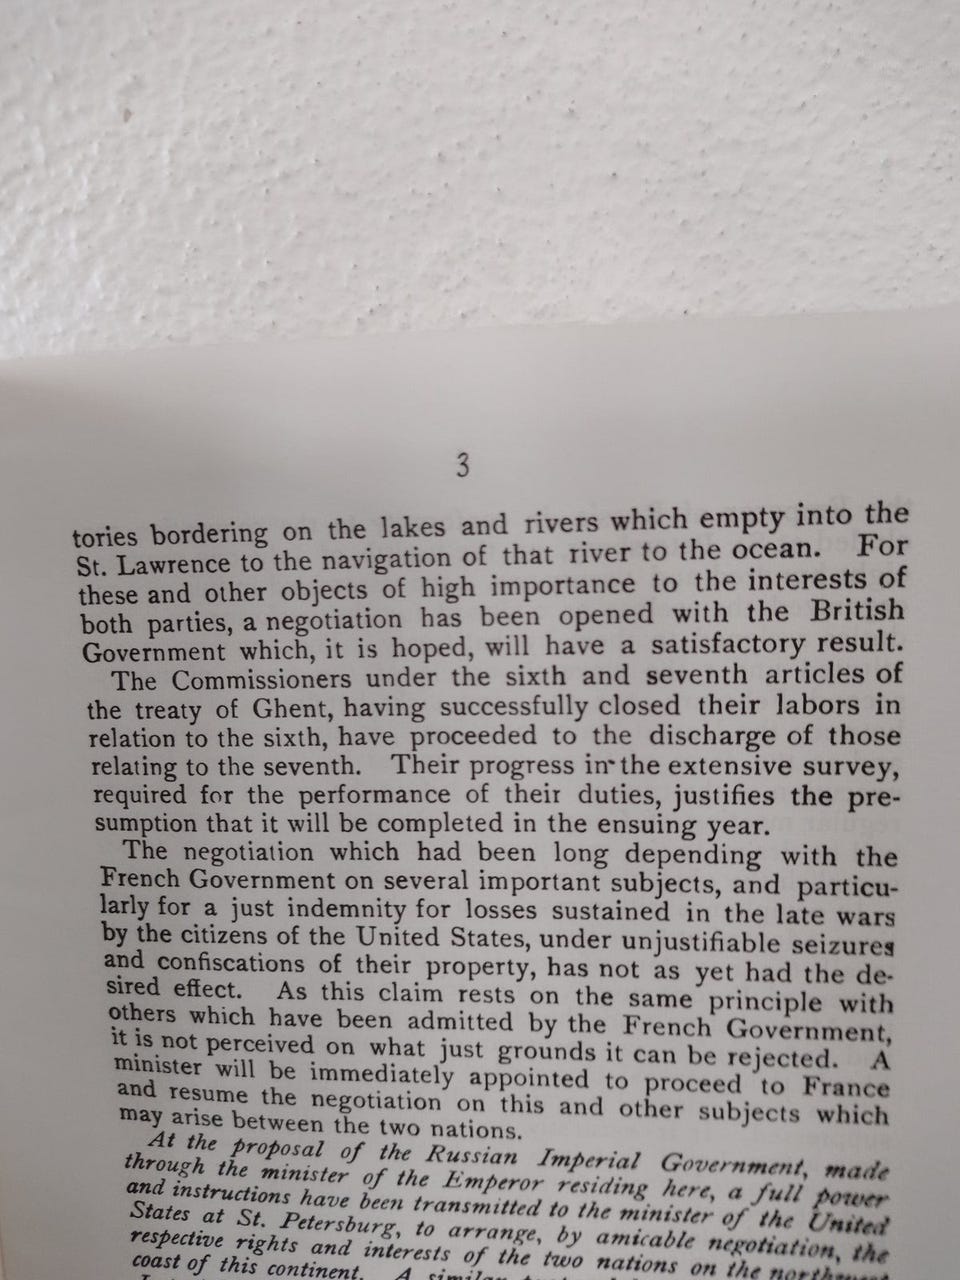 3
tories bordering on the lakes and rivers which empty into the
St. Lawrence to the navigation of that river to the ocean. For
these and other objects of high importance to the interests of
both parties, a negotiation has been opened with the British
Government which, it is hoped, will have a satisfactory result.
The Commissioners under the sixth and seventh articles of
the treaty of Ghent, having successfully closed their labors in
relation to the sixth, have proceeded to the discharge of those
relating to the seventh. Their progress in the extensive survey,
required for the performance of their duties, justifies the pre-
sumption that it will be completed in the ensuing year.
The negotiation which had been long depending with the
French Government on several important subjects, and particu-
larly for a just indemnity for losses sustained in the late wars
by the citizens of the United States, under unjustifiable seizures
and confiscations of their property, has not as yet had the de-
sired effect. As this claim rests on the same principle with
others which have been admitted by the French Government,
it is not perceived on what just grounds it can be rejected. A
minister will be immediately appointed to proceed to France
and resume the negotiation on this and other subjects which
may arise between the two nations.
At the proposal of the Russian Imperial Government, made
through the minister of the Emperor residing here, a full power
and instructions have been transmitted to the minister of the United
States at St. Petersburg, to arrange, by amicable negotiation, the
respective rights and interests of the two nations on the northwest
coast of this continent. A similar